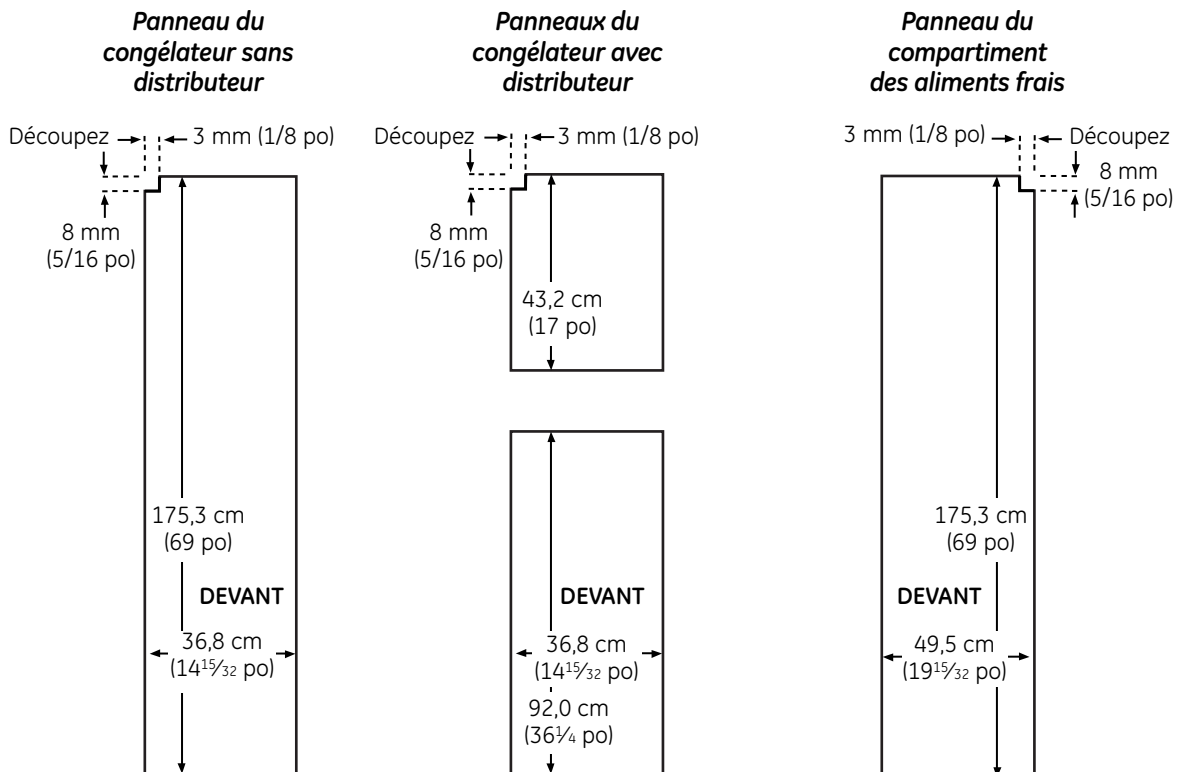 Panneau du
congélateur sans
distributeur
Découpez
3 mm (1/8 po)
8 mm
(5/16 po)
175,3 cm
(69 po)
DEVANT
36,8 cm
(14 15/32 po)
Panneaux du
congélateur avec
distributeur
Découpez
3 mm (1/8 po)
8 mm
(5/16 po)
43,2 cm
(17 po)
DEVANT
36,8 cm
(14 15/32 po)
92,0 cm
(36 1/4 po)
Panneau du
compartiment
des aliments frais
3 mm (1/8 po)
Découpez
8 mm
(5/16 po)
175,3 cm
(69 po)
DEVANT
49,5 cm
(19 15/32 po)